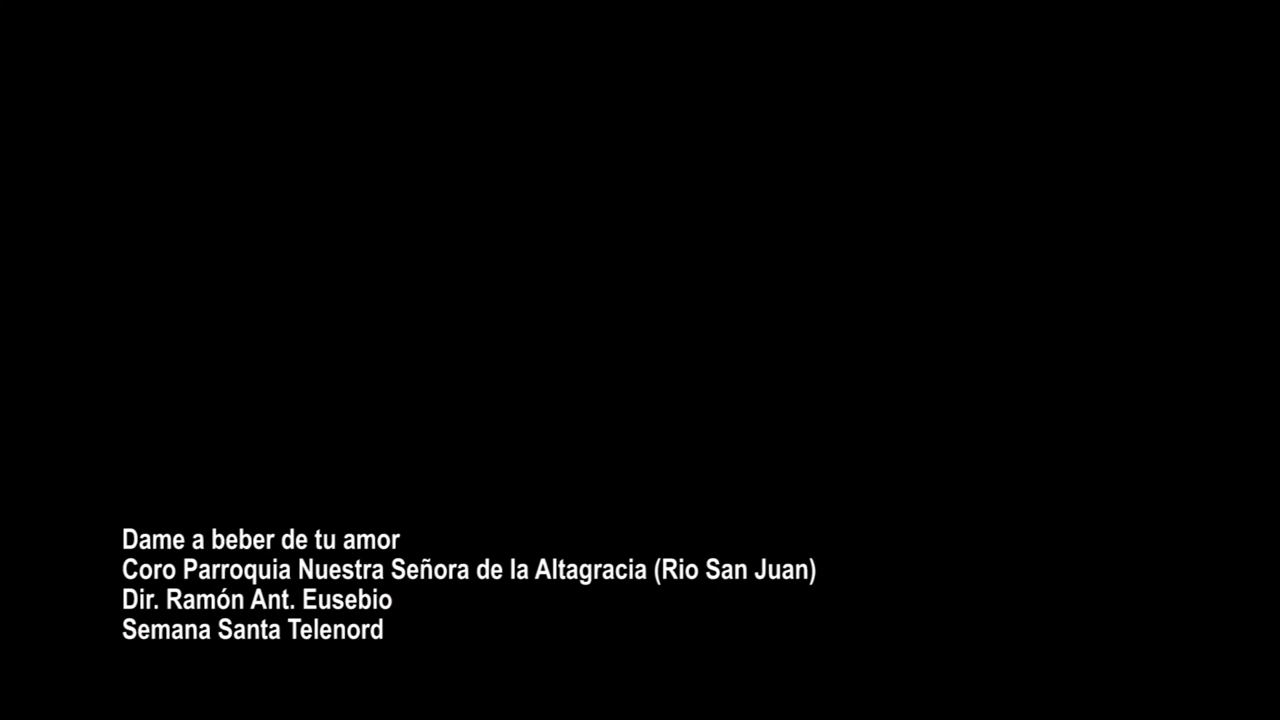 Dame a beber de tu amor
Coro Parroquia Nuestra Señora de la Altagracia (Rio San Juan)
Dir. Ramón Ant. Eusebio
Semana Santa Telenord